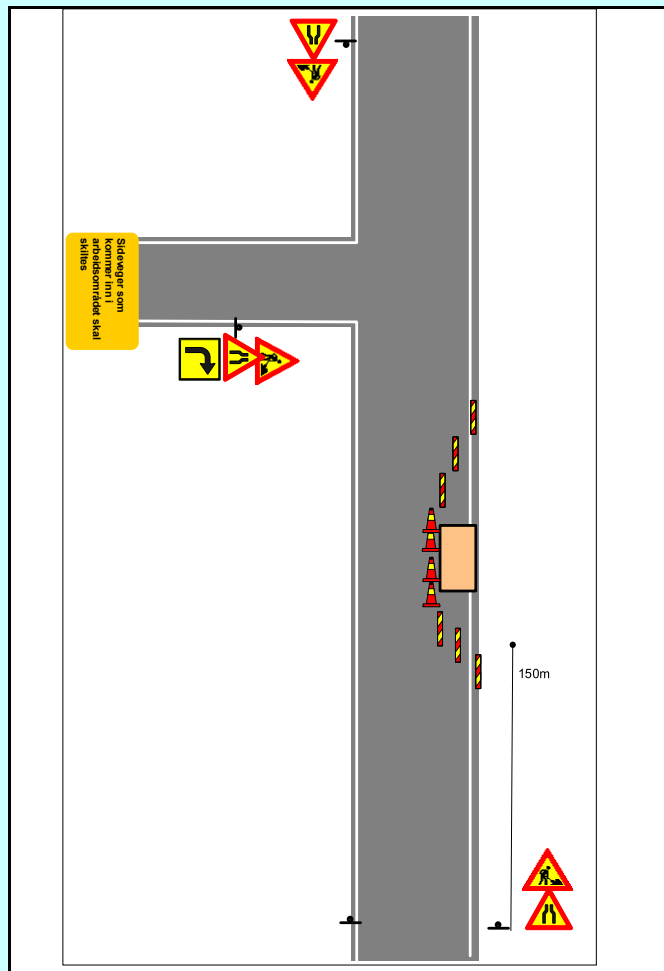 Sideveger som
kommer inn i
arbeidsområdet skal
skiltes
150m